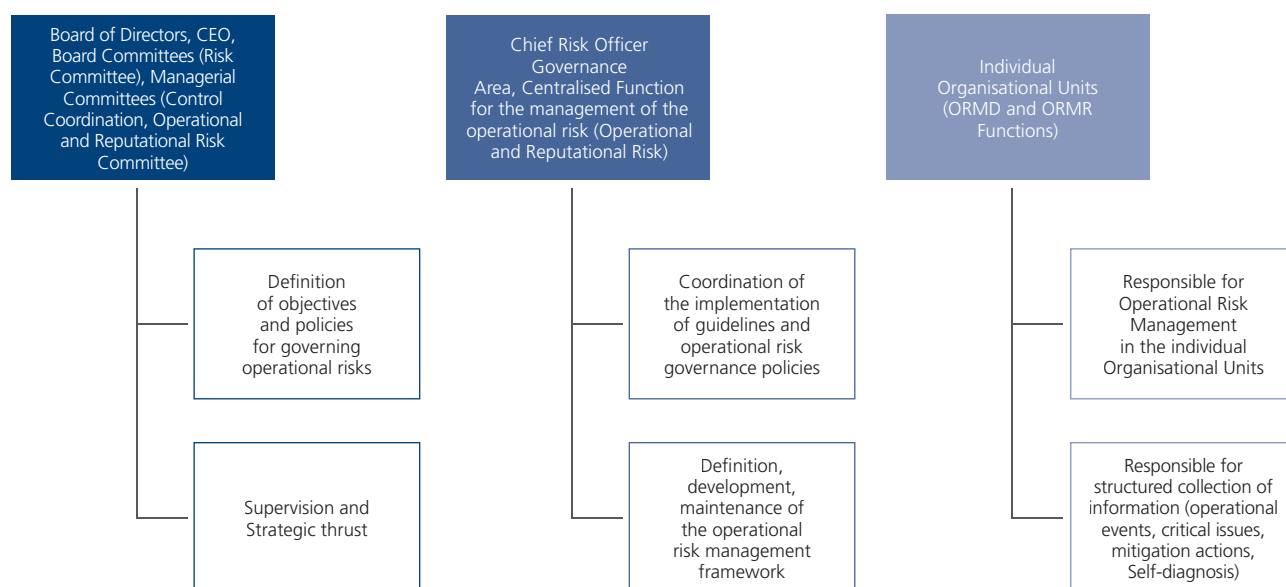 Board of Directors, CEO,
Board Committees (Risk
Committee), Managerial
Committees (Control
Coordination, Operational
and Reputational Risk
Committee)
Chief Risk Officer
Governance
Area, Centralised Function
for the management of the
operational risk (Operational
and Reputational Risk)
Individual
Organisational Units
(ORMD and ORMR
Functions)
Definition
of objectives
and policies
for governing
operational risks
Coordination of
the implementation
of guidelines and
operational risk
governance policies
Responsible for
Operational Risk
Management
in the individual
Organisational Units
Supervision and
Strategic thrust
Definition,
development,
maintenance of
the operational
risk management
framework
Responsible for
structured collection of
information (operational
events, critical issues,
mitigation actions,
Self-diagnosis)